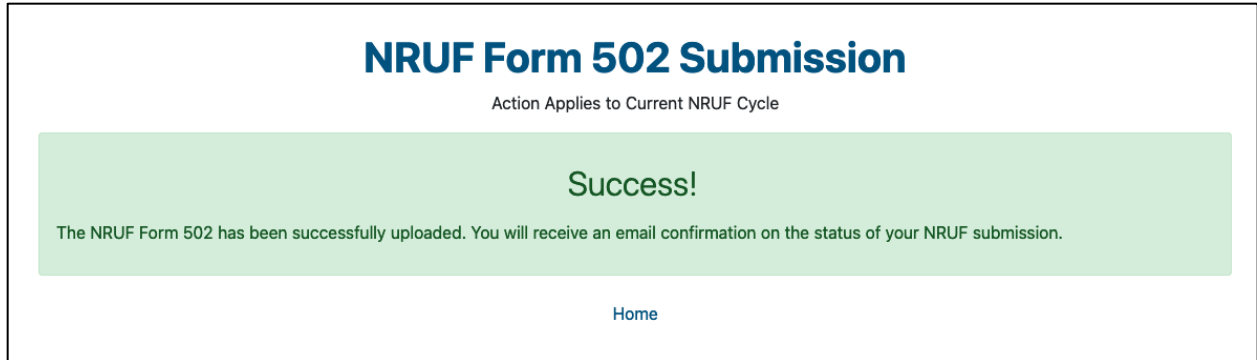 NRUF Form 502 Submission
Action Applies to Current NRUF Cycle
Success!
The NRUF Form 502 has been successfully uploaded. You will receive an email confirmation on the status of your NRUF submission.
Home